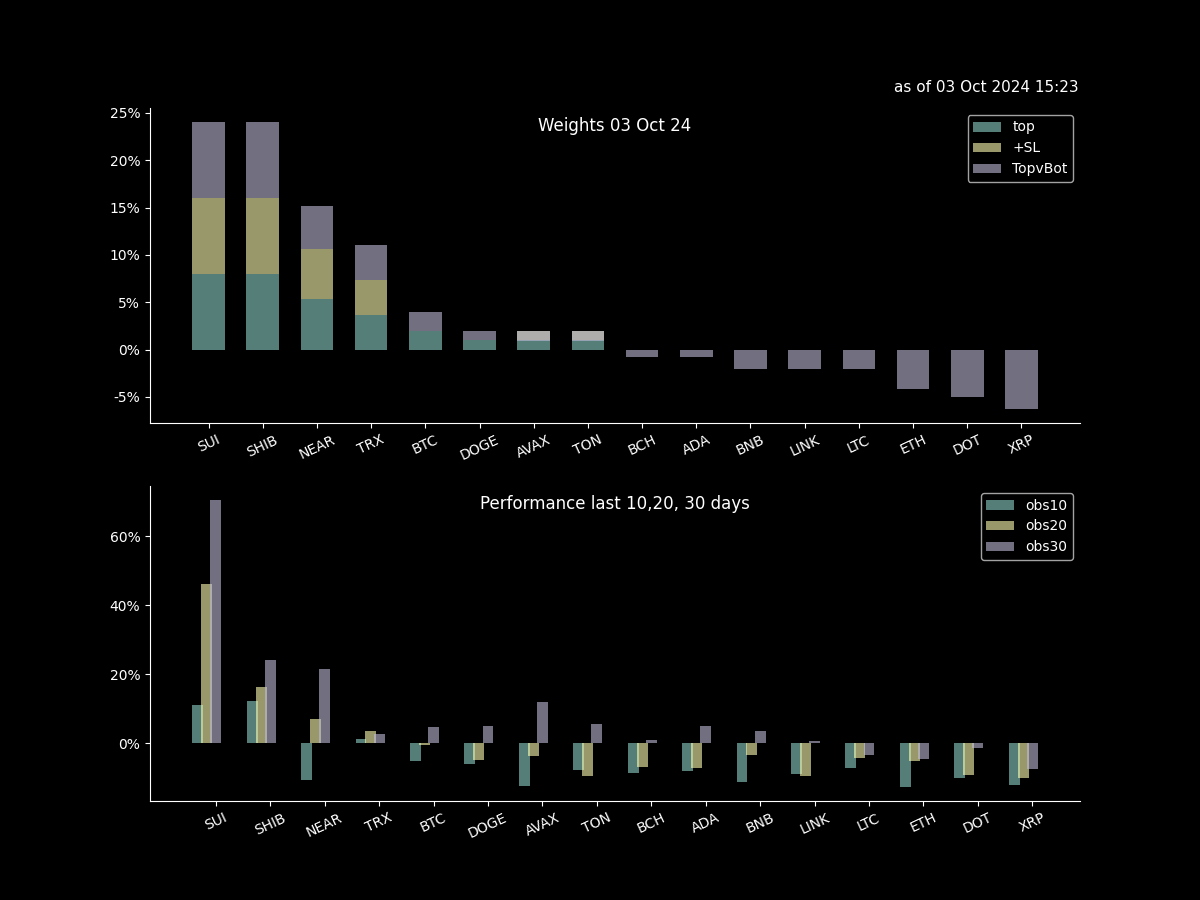 as of 03 Oct 2024 15:23
Weights 03 Oct 24
top
+SL
TopvBot
25%
20%
15%
10%
5%
0%
-5%
SUI SHIB NEAR TRX BTC DOGE AVAX TON BCH ADA BNB LINK LTC ETH DOT XRP
Performance last 10,20, 30 days
obs10
obs20
obs30
60%
40%
20%
0%
SUI SHIB NEAR TRX BTC DOGE AVAX TON BCH ADA BNB LINK LTC ETH DOT XRP